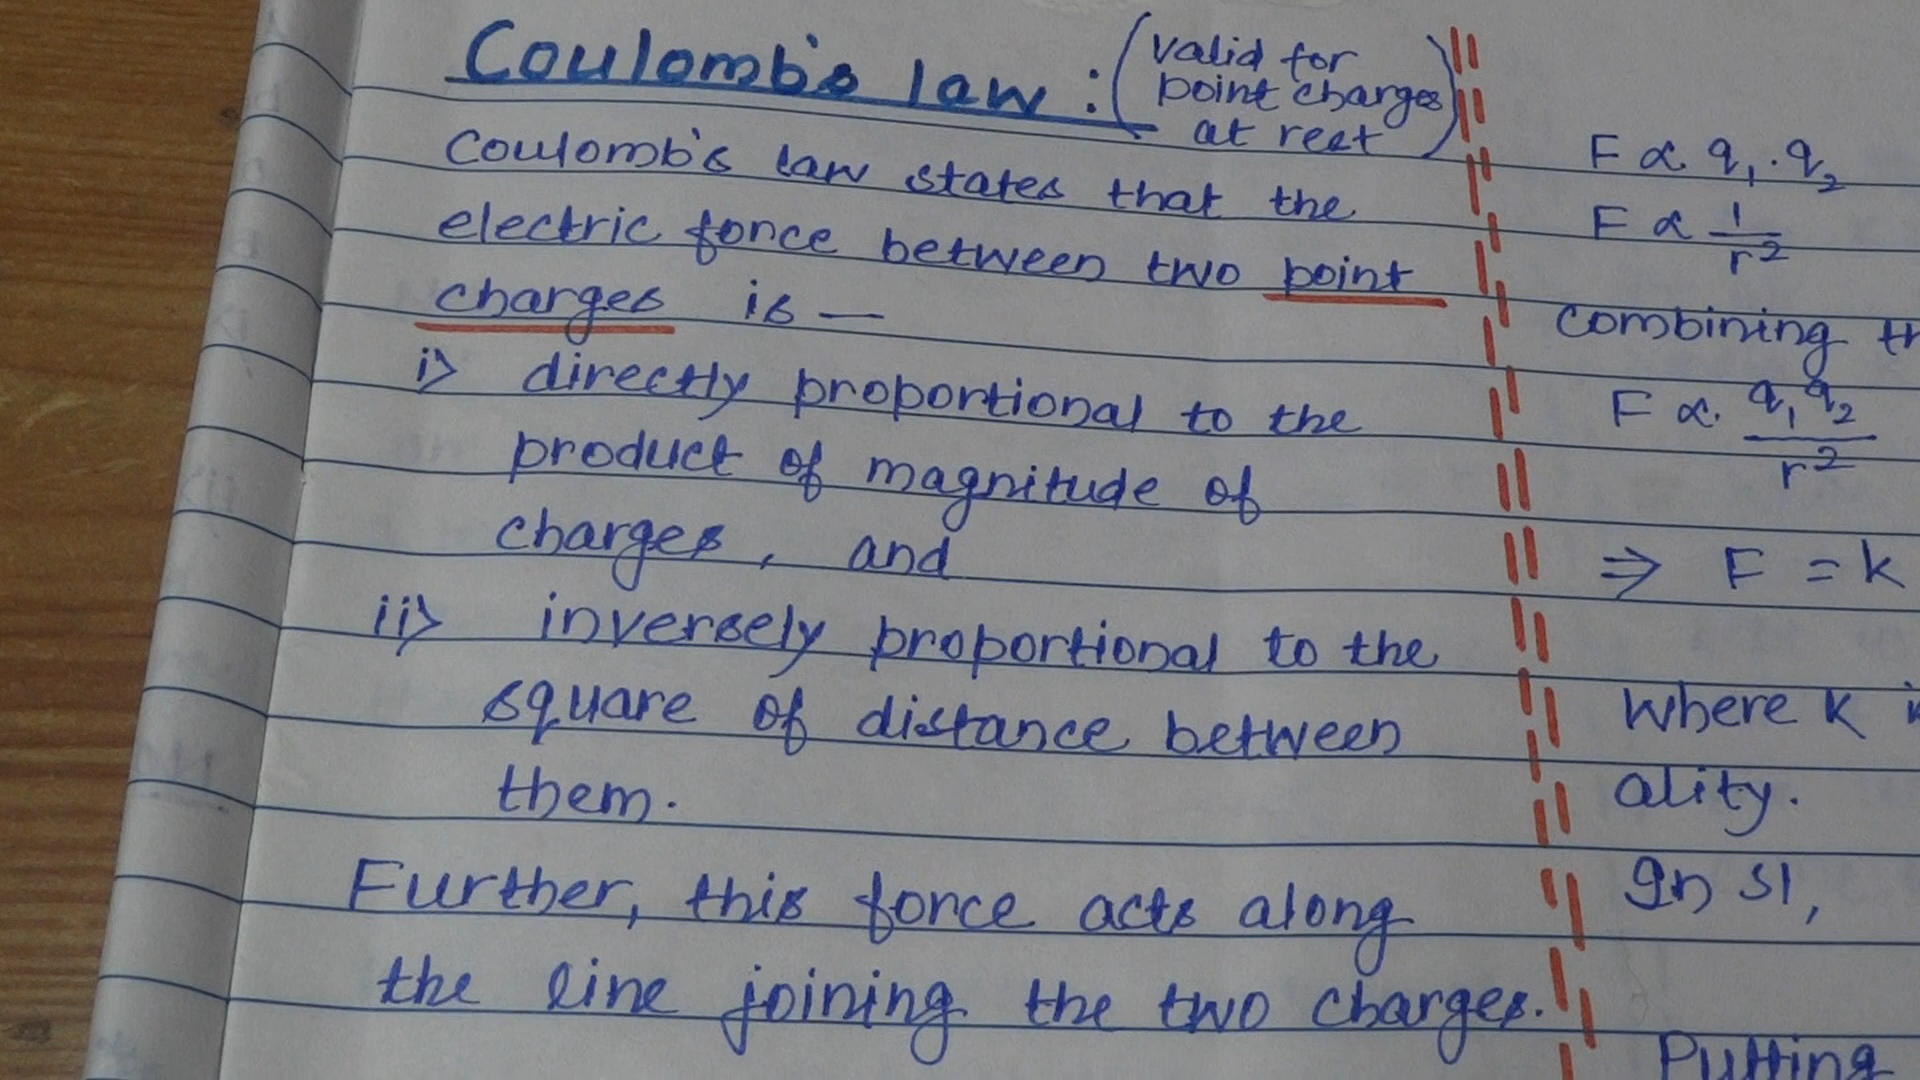 Coulomb's law : (valid for
point charges
at rest)
Coulomb's law states that the
electric force between two point
charges is —
i> directly proportional to the
product of magnitude of
charges, and
ii> inversely proportional to the
square of distance between
them.
Further, this force acts along
the line joining the two charges.
F ∝ q₁.q₂
F ∝ 1/r²
combining
F ∝. q₁q₂/r²
⇒ F = k
where k
ality.
In SI,
Putting